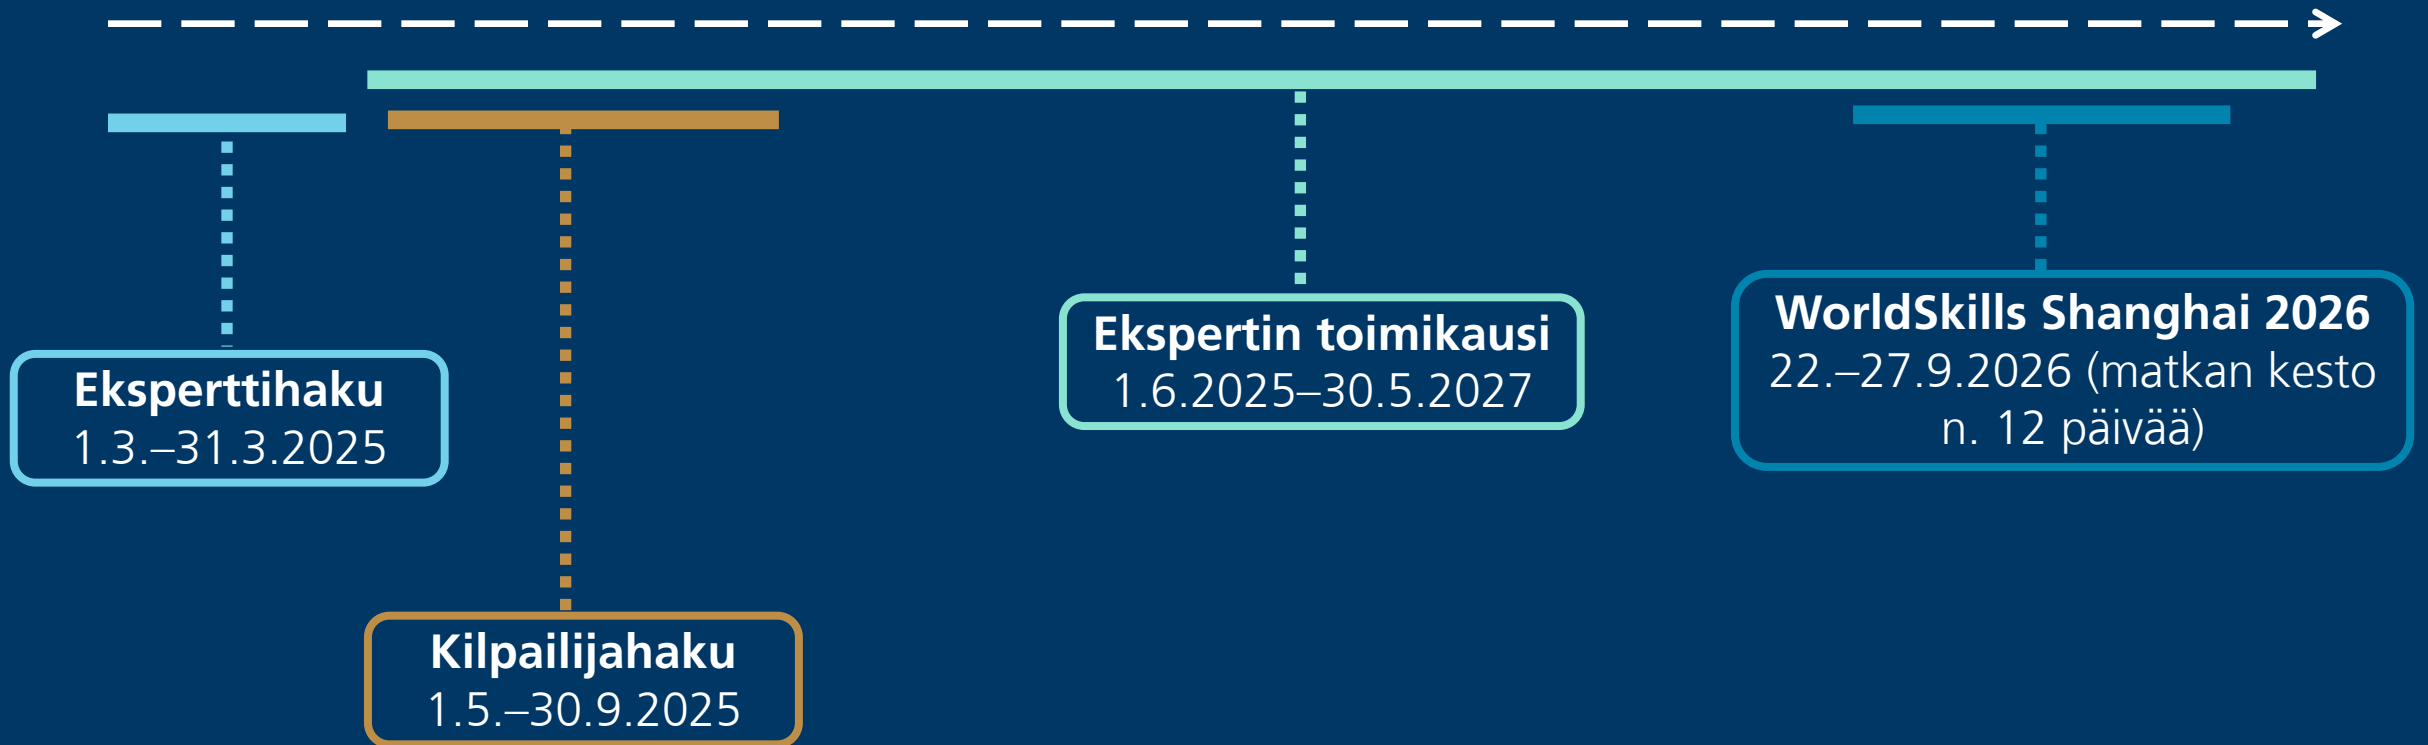 Eksperttihaku
1.3.–31.3.2025
Kilpailijahaku
1.5.–30.9.2025
Ekspertin toimikausi
1.6.2025–30.5.2027
WorldSkills Shanghai 2026
22.–27.9.2026 (matkan kesto
n. 12 päivää)